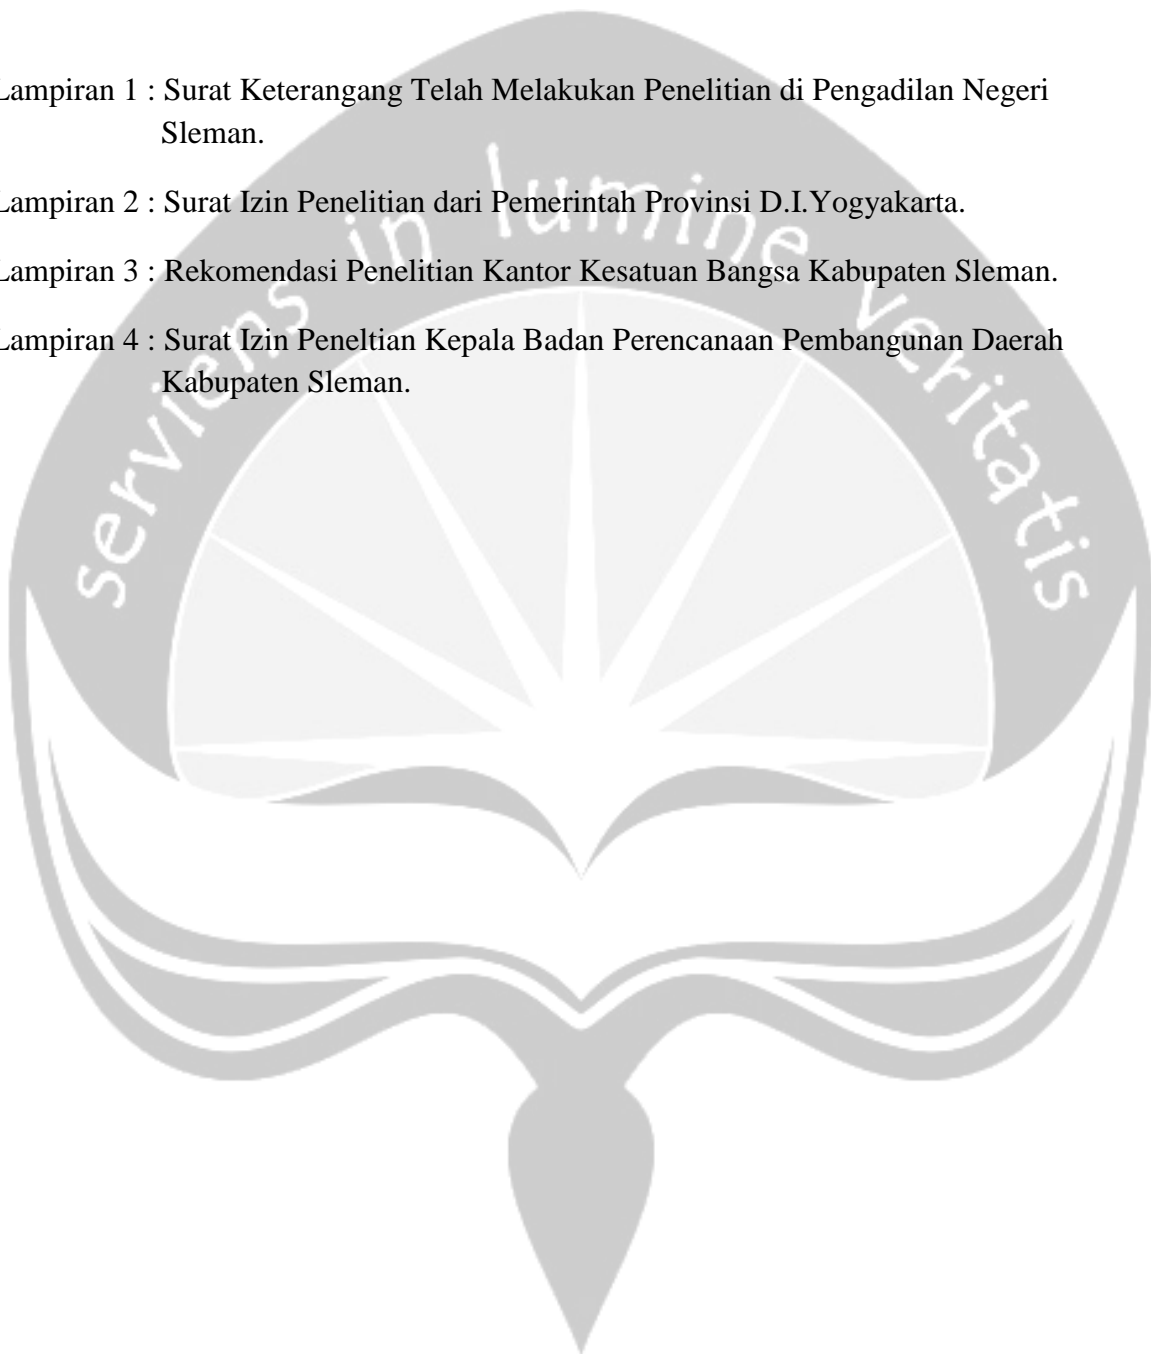 Lampiran 1 : Surat Keterangang Telah Melakukan Penelitian di Pengadilan Negeri
Sleman.
Lampiran 2 : Surat Izin Penelitian dari Pemerintah Provinsi D.I.Yogyakarta.
Lampiran 3 : Rekomendasi Penelitian Kantor Kesatuan Bangsa Kabupaten Sleman.
Lampiran 4 : Surat Izin Peneltian Kepala Badan Perencanaan Pembangunan Daerah
Kabupaten Sleman.
serviens in lumine veritatis